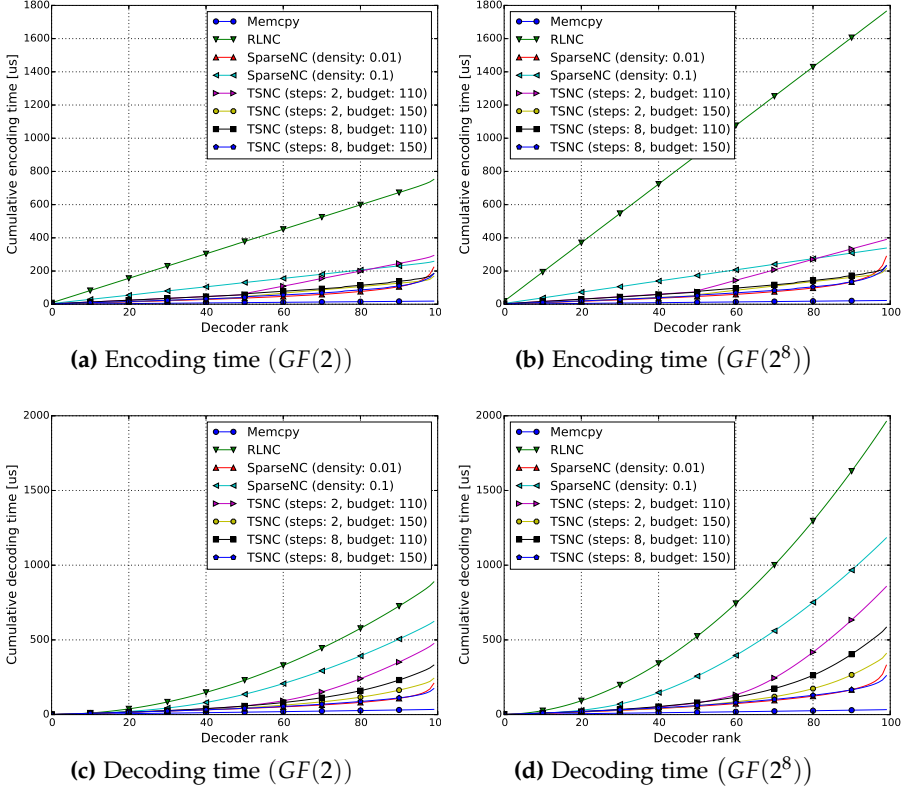 1800
1600
1400
1200
1000
800
600
400
200
0
Cumulative encoding time [us]
Memcpy
RLNC
SparseNC (density: 0.01)
SparseNC (density: 0.1)
TSNC (steps: 2, budget: 110)
TSNC (steps: 2, budget: 150)
TSNC (steps: 8, budget: 110)
TSNC (steps: 8, budget: 150)
0 20 40 60 80 100
Decoder rank
(a) Encoding time (GF(2))
1800
1600
1400
1200
1000
800
600
400
200
0
Cumulative encoding time [us]
Memcpy
RLNC
SparseNC (density: 0.01)
SparseNC (density: 0.1)
TSNC (steps: 2, budget: 110)
TSNC (steps: 2, budget: 150)
TSNC (steps: 8, budget: 110)
TSNC (steps: 8, budget: 150)
0 20 40 60 80 100
Decoder rank
(b) Encoding time (GF(2⁸))
2000
1500
1000
500
0
Cumulative decoding time [us]
Memcpy
RLNC
SparseNC (density: 0.01)
SparseNC (density: 0.1)
TSNC (steps: 2, budget: 110)
TSNC (steps: 2, budget: 150)
TSNC (steps: 8, budget: 110)
TSNC (steps: 8, budget: 150)
0 20 40 60 80 100
Decoder rank
(c) Decoding time (GF(2))
2000
1500
1000
500
0
Cumulative decoding time [us]
Memcpy
RLNC
SparseNC (density: 0.01)
SparseNC (density: 0.1)
TSNC (steps: 2, budget: 110)
TSNC (steps: 2, budget: 150)
TSNC (steps: 8, budget: 110)
TSNC (steps: 8, budget: 150)
0 20 40 60 80 100
Decoder rank
(d) Decoding time (GF(2⁸))